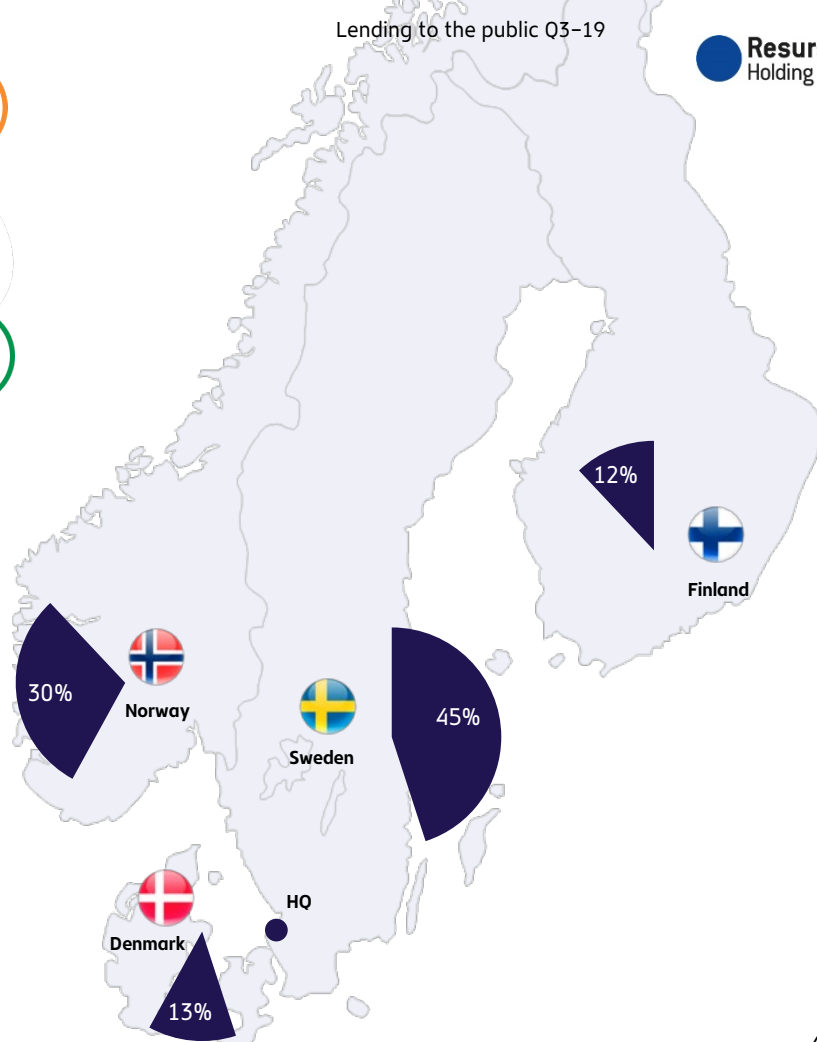 Lending to the public Q3–19
Resur
Holding
12%
Finland
30%
Norway
45%
Sweden
HQ
Denmark
13%